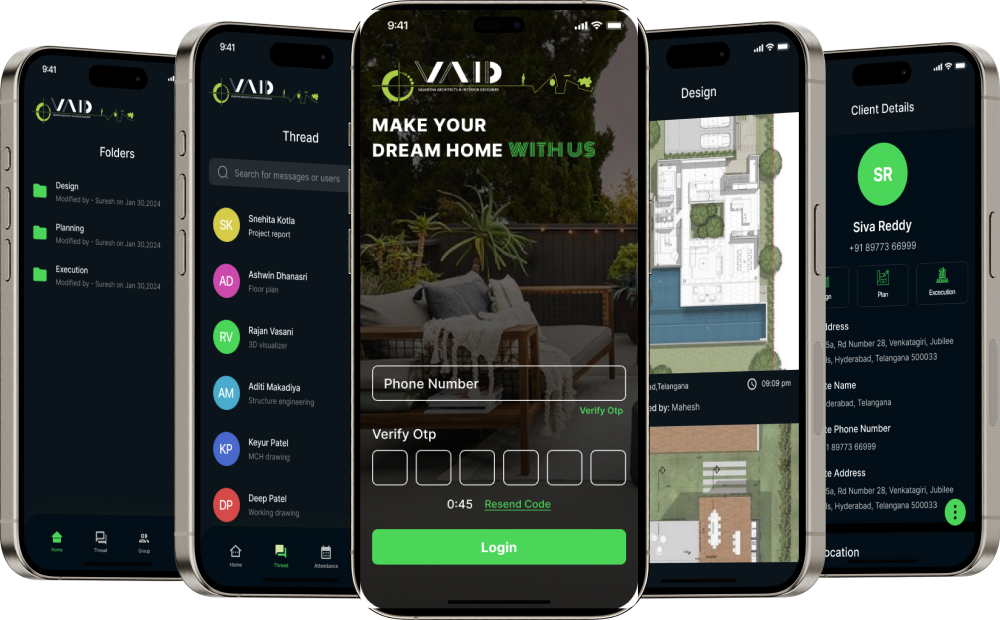 9:41
VAID
Folders
Design
Modified by - Suresh on Jan 30,2024
Planning
Modified by - Suresh on Jan 30,2024
Execution
Modified by - Suresh on Jan 30,2024
Home
Thread
Group
9:41
VAID
Thread
Search for messages or users
SK
Snehita Kotla
Project report
AD
Ashwin Dhanasri
Floor plan
RV
Rajan Vasani
3D visualizer
AM
Aditi Makadiya
Structure engineering
KP
Keyur Patel
MCH drawing
DP
Deep Patel
Working drawing
Home
Thread
Attendance
9:41
VAID
ARCHITECTS & INTERIOR DESIGNERS
MAKE YOUR
DREAM HOME WITH US
Phone Number
Verify Otp
Verify Otp
0:45 Resend Code
Login
Design
ad,Telangana 09:09 pm
ed by: Mahesh
Client Details
SR
Siva Reddy
+91 89773 66999
gn
Plan
Excecution
ddress
5a, Rd Number 28, Venkatagiri, Jubilee
ls, Hyderabad, Telangana 500033
te Name
derabad, Telangana
te Phone Number
1 89773 66999
te Address
5a, Rd Number 28, Venkatagiri, Jubilee
ls, Hyderabad, Telangana 500033
ocation